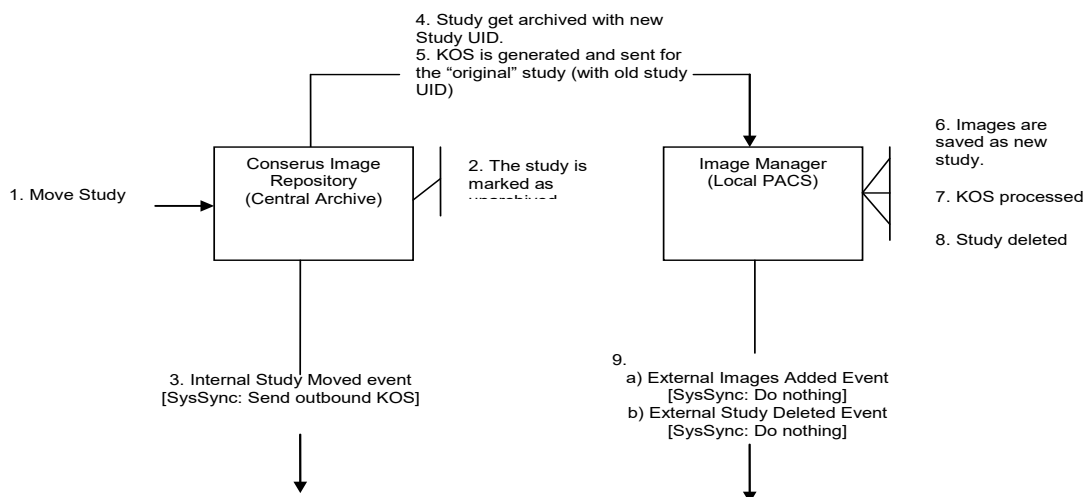 4. Study get archived with new
Study UID.
5. KOS is generated and sent for
the “original” study (with old study
UID)
1. Move Study
Conserus Image
Repository
(Central Archive)
2. The study is
marked as
Image Manager
(Local PACS)
6. Images are
saved as new
study.
7. KOS processed
8. Study deleted
3. Internal Study Moved event
[SysSync: Send outbound KOS]
9.
a) External Images Added Event
[SysSync: Do nothing]
b) External Study Deleted Event
[SysSync: Do nothing]